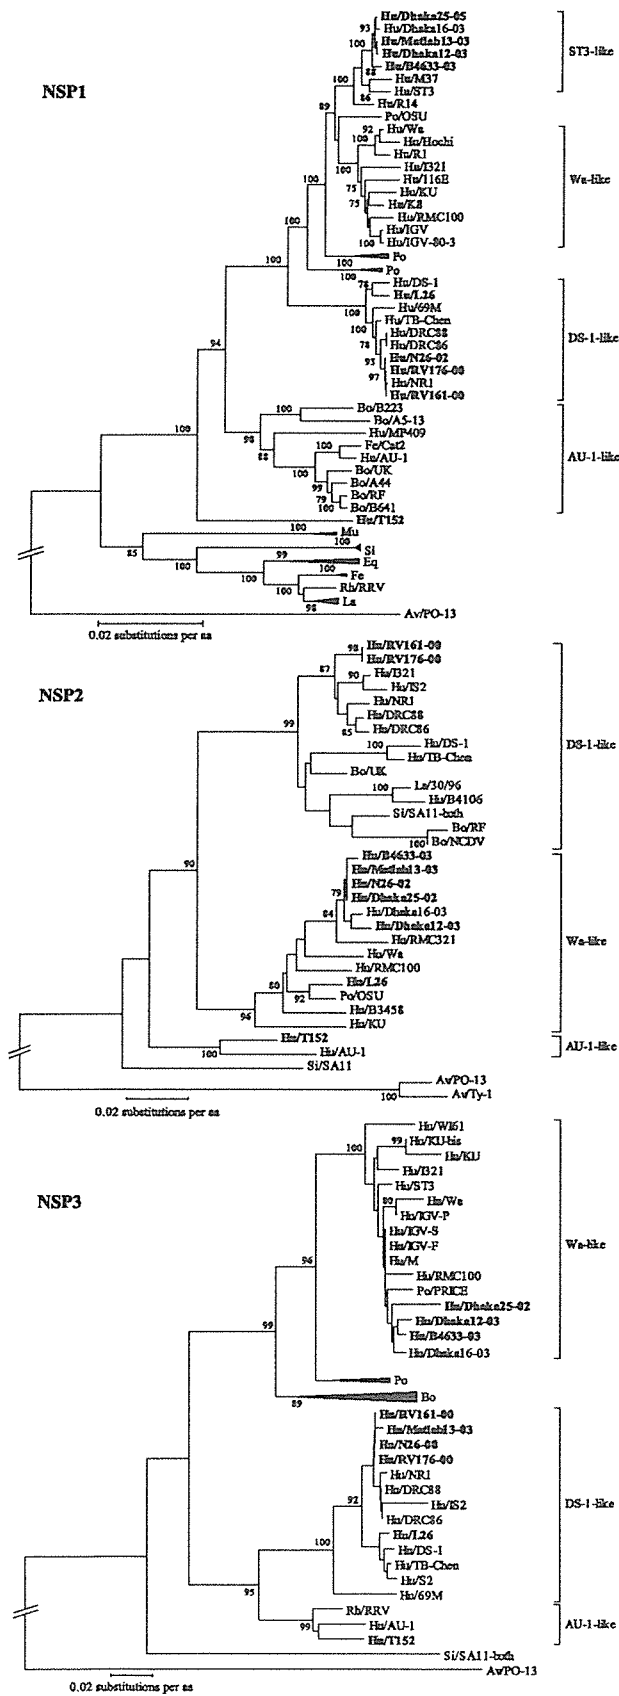 Hu/Dhaka25-05
93 Hu/Dhaka16-03
Hu/Matlab13-03
100 Hu/Dhaka12-03
Hu/B4633-03
88
ST3-like
100 Hu/M37
NSP1
86 Hu/ST3
Hu/R14
89
Po/OSU
92 Hu/Wa
Hu/Hochi
100 Hu/R1
Hu/I321
100 Hu/116E
75 Hu/KU
75 Hu/K8
Hu/RMC100
Hu/IGV
100 Hu/IGV-80-3
Wa-like
100
100 Po
100 Po
100
78 Hu/DS-1
Hu/L26
100 Hu/69M
100 Hu/TB-Chen
Hu/DRC88
78 Hu/DRC86
93 Hu/N26-02
Hu/RV176-00
97 Hu/NR1
Hu/RV161-00
DS-1-like
94
100 Bo/B223
Bo/A5-13
98 Hu/MP409
88 100 Fe/Cat2
Hu/AU-1
100 Bo/UK
99 Bo/A44
79 Bo/RF
100 Bo/B641
AU-1-like
100
Hu/T152
100 Mu
85 100 Si
100 99 Eq
100 Fe
100 Rh/RRV
98 La
Av/PO-13
0.02 substitutions per aa
NSP2
98 Hu/RV161-00
Hu/RV176-00
87 90 Hu/I321
Hu/IS2
Hu/NR1
99 Hu/DRC88
85 Hu/DRC86
100 Hu/DS-1
Hu/TB-Chen
Bo/UK
La/30/96
100 Hu/B4106
Si/SA11-both
Bo/RF
100 Bo/NCDV
DS-1-like
90
Hu/B4633-03
Hu/Matlab13-03
Hu/N26-02
79 Hu/Dhaka25-02
84 Hu/Dhaka16-03
Hu/Dhaka12-03
Hu/RMC321
Hu/Wa
Hu/RMC100
80 Hu/L26
92 Po/OSU
Hu/B3458
96 Hu/KU
Wa-like
Hu/T152
100 Hu/AU-1
AU-1-like
Si/SA11
Av/PO-13
100 Av/Ty-1
0.02 substitutions per aa
NSP3
Hu/WI61
99 Hu/KU-bis
100 Hu/KU
Hu/I321
Hu/ST3
80 Hu/Wa
Hu/IGV-P
Hu/IGV-S
Hu/IGV-F
Hu/M
Hu/RMC100
Po/PRICE
Hu/Dhaka25-02
Hu/Dhaka12-03
Hu/B4633-03
Hu/Dhaka16-03
Wa-like
96
99
Po
89 Bo
Hu/RV161-00
Hu/Matlab13-03
Hu/N26-00
Hu/RV176-00
Hu/NR1
92 Hu/DRC88
Hu/IS2
Hu/DRC86
Hu/L26
100 Hu/DS-1
Hu/TB-Chen
Hu/S2
Hu/69M
DS-1-like
95
Rh/RRV
99 Hu/AU-1
Hu/T152
AU-1-like
Si/SA11-both
Av/PO-13
0.02 substitutions per aa